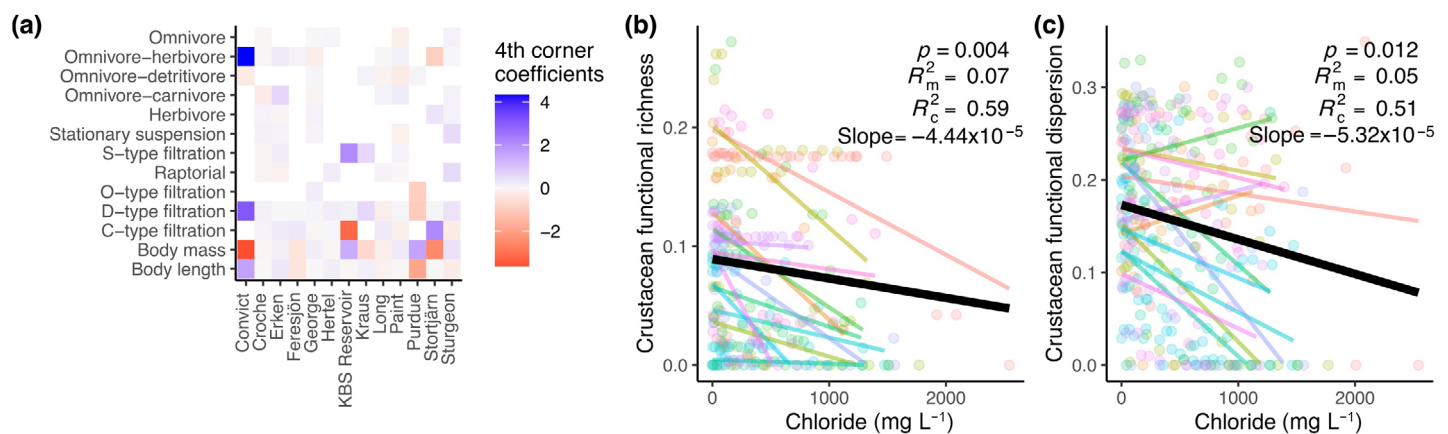 (a)
Omnivore
Omnivore−herbivore
Omnivore−detritivore
Omnivore−carnivore
Herbivore
Stationary suspension
S−type filtration
Raptorial
O−type filtration
D−type filtration
C−type filtration
Body mass
Body length
Convict
Croche
Erken
Feresjön
George
Hertel
KBS Reservoir
Kraus
Long
Paint
Purdue
Stortjärn
Sturgeon
4th corner
coefficients
4
2
0
−2
(b)
Crustacean functional richness
0.2
0.1
0.0
p = 0.004
R²m = 0.07
R²c = 0.59
Slope= −4.44x10⁻⁵
0
1000
2000
Chloride (mg L⁻¹)
(c)
Crustacean functional dispersion
0.3
0.2
0.1
0.0
p = 0.012
R²m = 0.05
R²c = 0.51
Slope =−5.32x10⁻⁵
0
1000
2000
Chloride (mg L⁻¹)